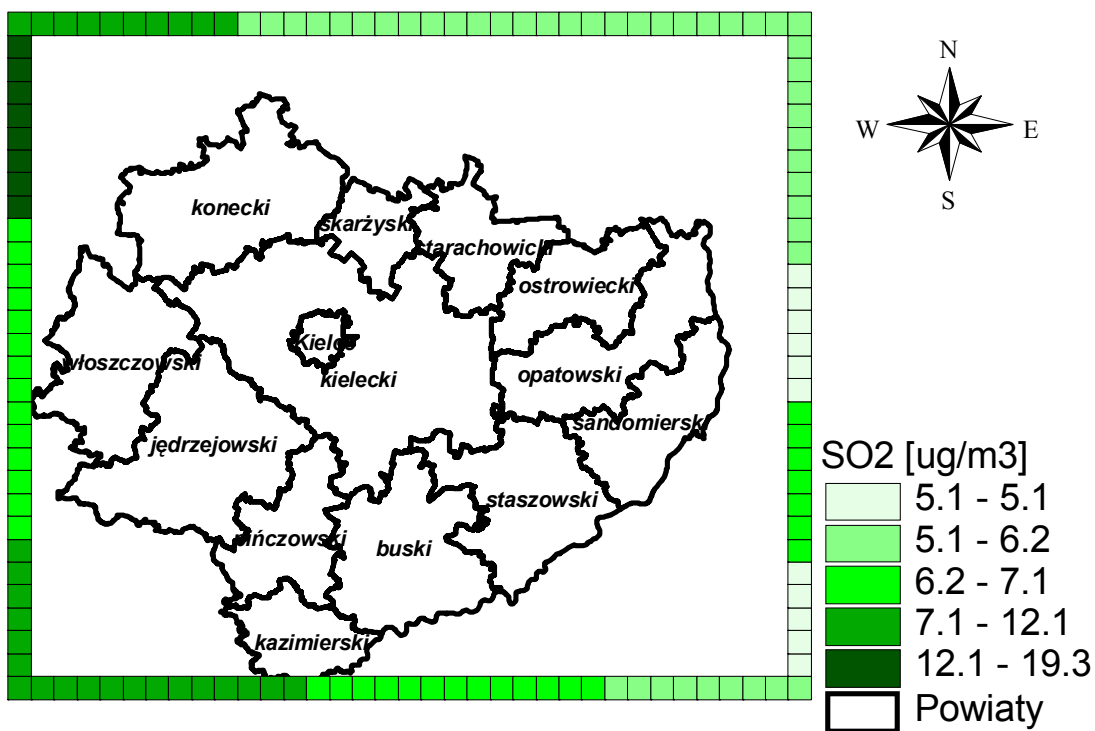 N
W E
S
konecki
skarżyski
starachowicki
ostrowiecki
Kielce
kielecki
włoszczowski
opatowski
sandomierski
jędrzejowski
staszowski
pińczowski
buski
kazimierski
SO2 [ug/m3]
5.1 - 5.1
5.1 - 6.2
6.2 - 7.1
7.1 - 12.1
12.1 - 19.3
Powiaty